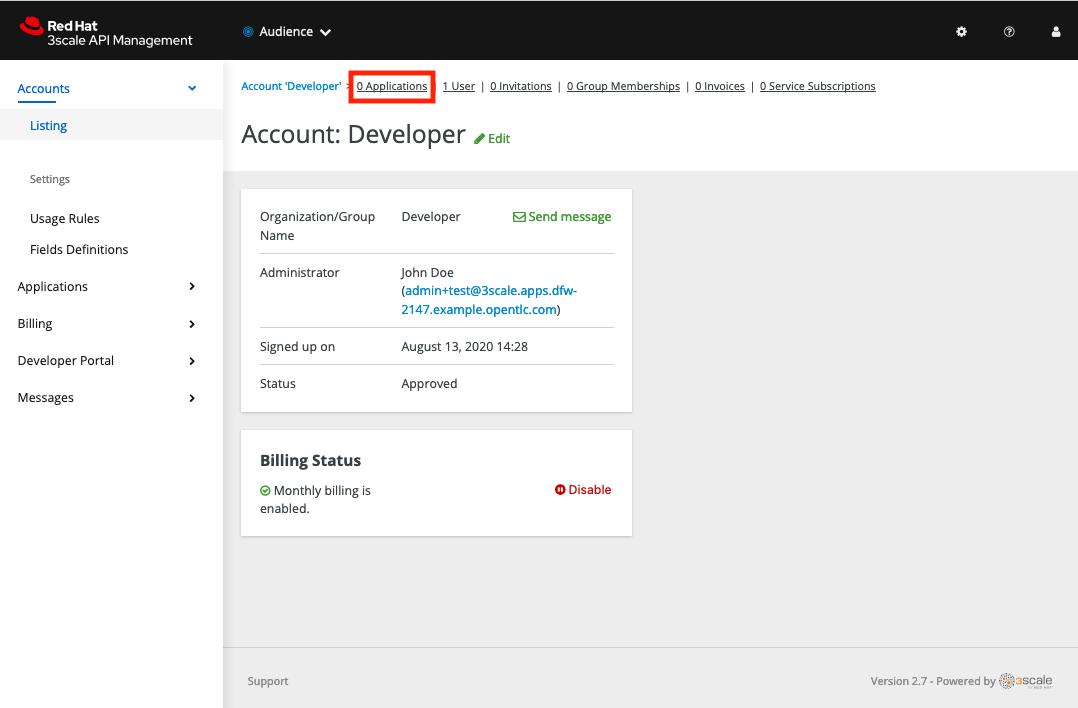 Red Hat
3scale API Management
Audience
Accounts
Listing
Settings
Usage Rules
Fields Definitions
Applications
Billing
Developer Portal
Messages
Account 'Developer' › 0 Applications | 1 User | 0 Invitations | 0 Group Memberships | 0 Invoices | 0 Service Subscriptions
Account: Developer Edit
Organization/Group Developer Send message
Name
Administrator John Doe
(admin+test@3scale.apps.dfw-
2147.example.opentlc.com)
Signed up on August 13, 2020 14:28
Status Approved
Billing Status
Monthly billing is Disable
enabled.
Support Version 2.7 - Powered by 3scale
BY RED HAT